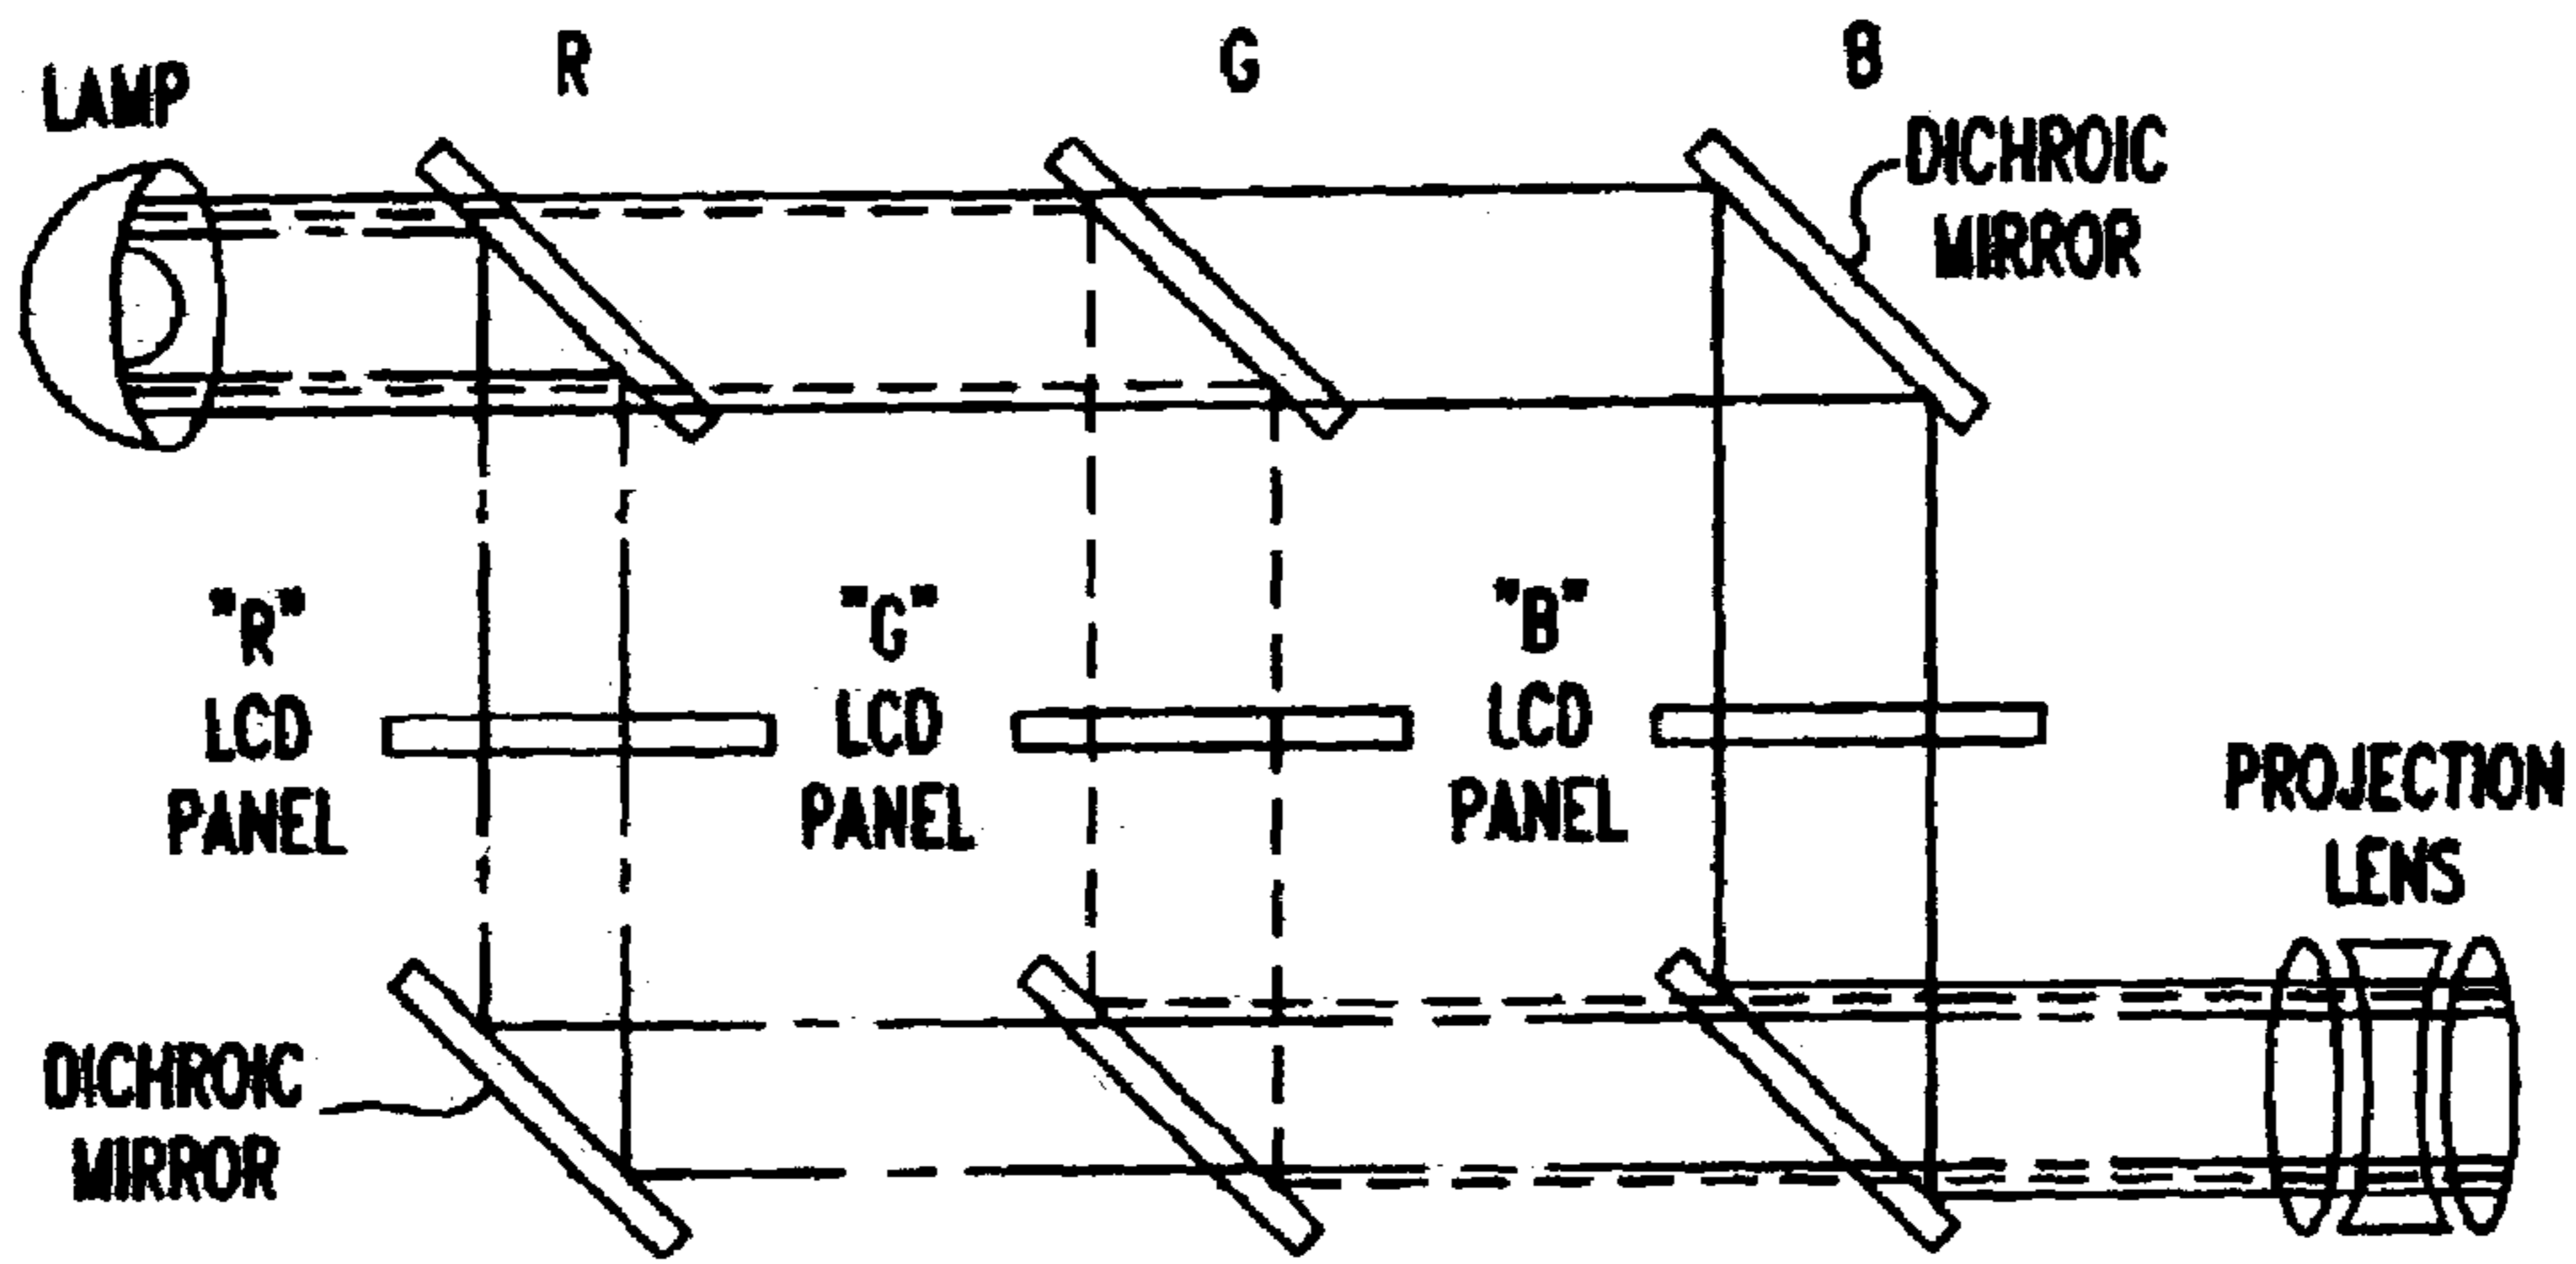 R
G
B
LAMP
DICHROIC
MIRROR
"R"
LCD
PANEL
"G"
LCD
PANEL
"B"
LCD
PANEL
PROJECTION
LENS
DICHROIC
MIRROR